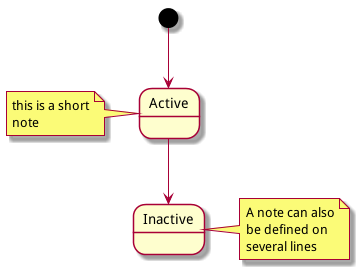 Active
this is a short
note
Inactive
A note can also
be defined on
several lines